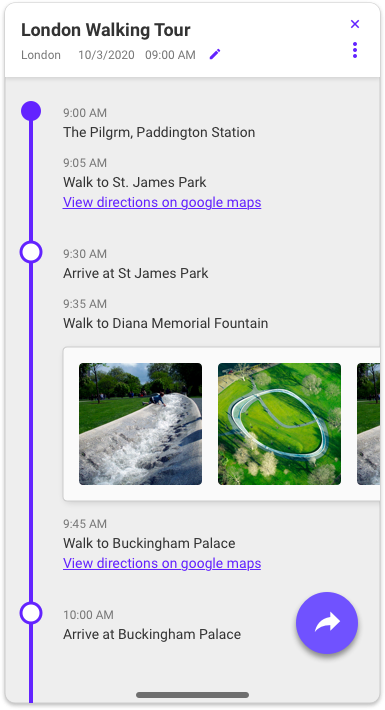 London Walking Tour
London 10/3/2020 09:00 AM
9:00 AM
The Pilgrm, Paddington Station
9:05 AM
Walk to St. James Park
View directions on google maps
9:30 AM
Arrive at St James Park
9:35 AM
Walk to Diana Memorial Fountain
9:45 AM
Walk to Buckingham Palace
View directions on google maps
10:00 AM
Arrive at Buckingham Palace